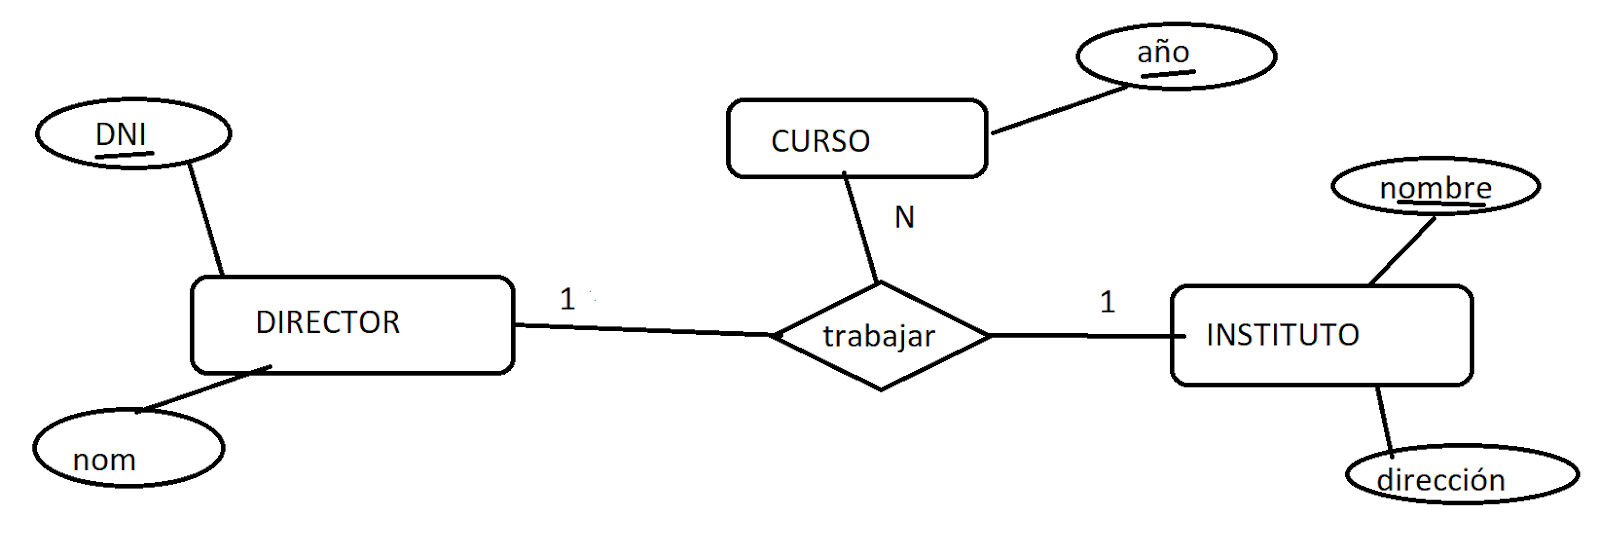 año
DNI
CURSO
nombre
N
1
1
DIRECTOR
trabajar
INSTITUTO
nom
dirección